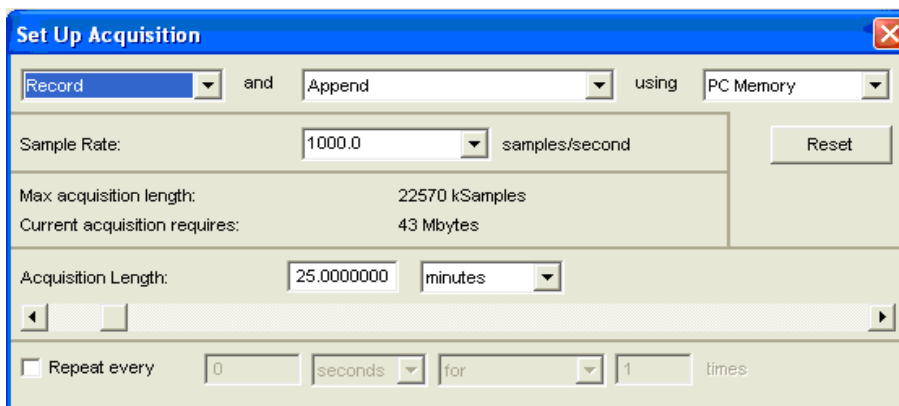 Set Up Acquisition
Record and Append using PC Memory
Sample Rate: 1000.0 samples/second Reset
Max acquisition length: 22570 kSamples
Current acquisition requires: 43 Mbytes
Acquisition Length: 25.0000000 minutes
Repeat every 0 seconds for 1 times